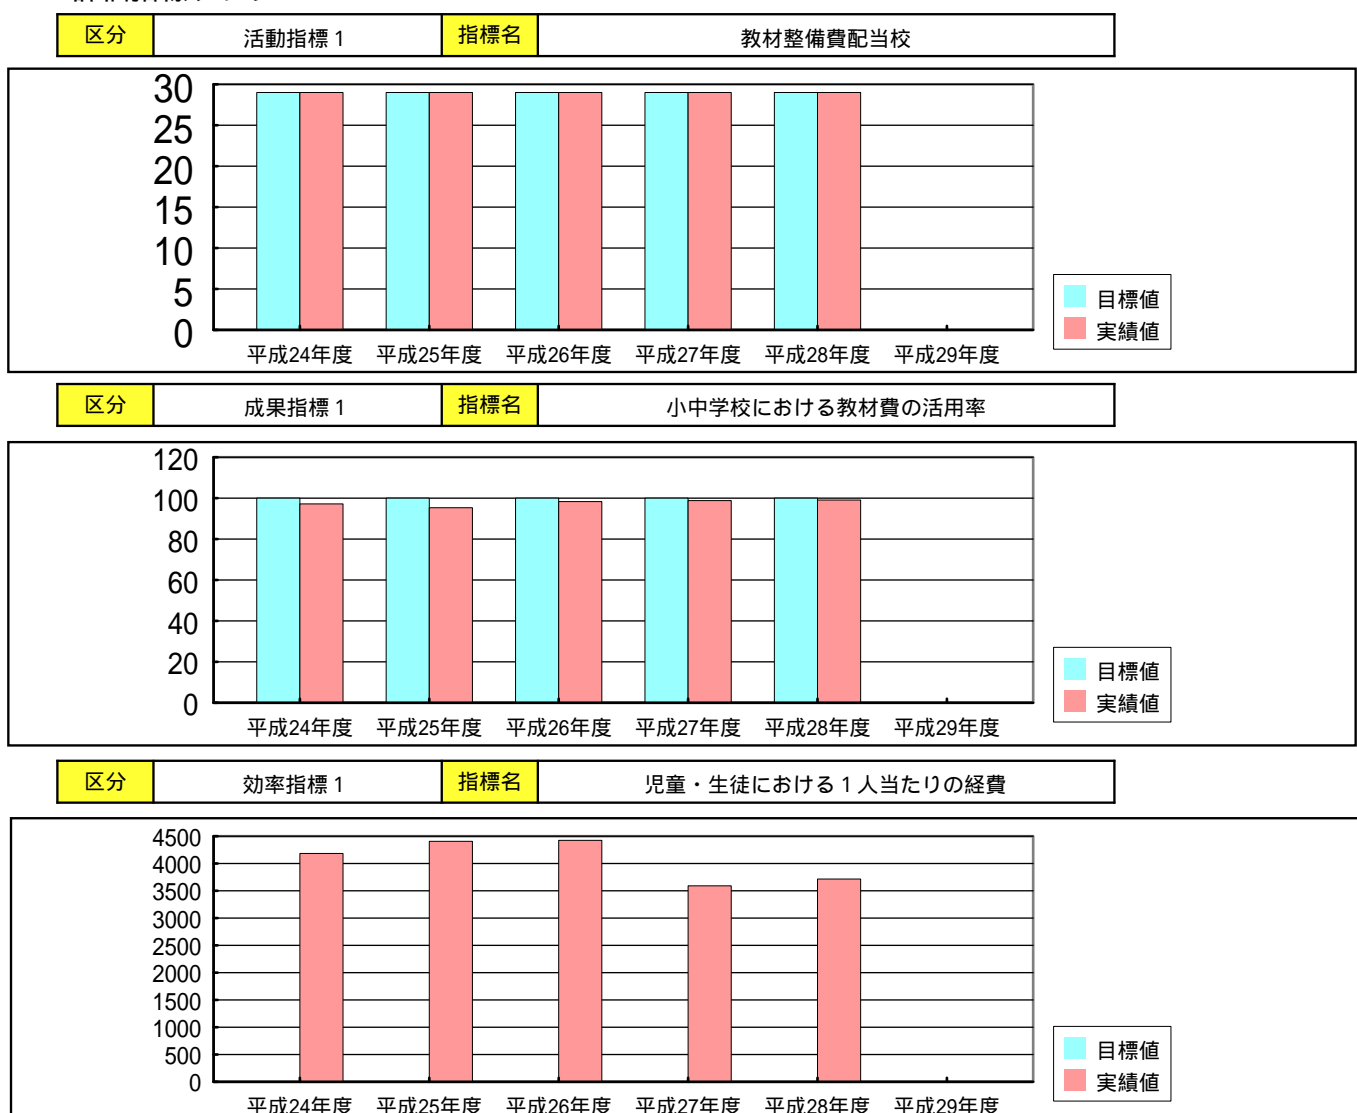 区分 活動指標1 指標名 教材整備費配当校
30
25
20
15
10
5
0
平成24年度 平成25年度 平成26年度 平成27年度 平成28年度 平成29年度
目標値
実績値
区分 成果指標1 指標名 小中学校における教材費の活用率
120
100
80
60
40
20
0
平成24年度 平成25年度 平成26年度 平成27年度 平成28年度 平成29年度
目標値
実績値
区分 効率指標1 指標名 児童・生徒における1人当たりの経費
4500
4000
3500
3000
2500
2000
1500
1000
500
0
平成24年度 平成25年度 平成26年度 平成27年度 平成28年度 平成29年度
目標値
実績値